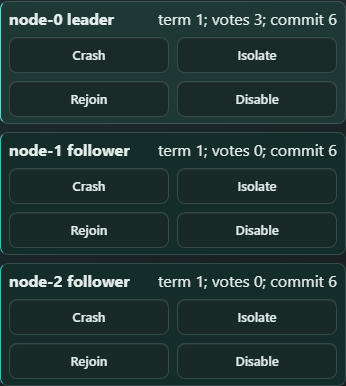 node-0 leader term 1; votes 3; commit 6
Crash Isolate
Rejoin Disable
node-1 follower term 1; votes 0; commit 6
Crash Isolate
Rejoin Disable
node-2 follower term 1; votes 0; commit 6
Crash Isolate
Rejoin Disable